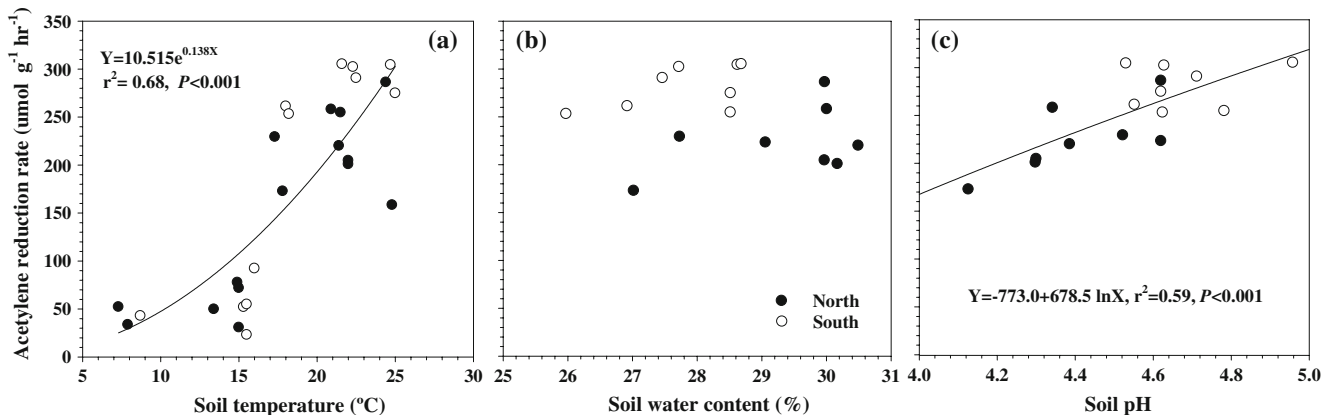 Acetylene reduction rate (umol g⁻¹ hr⁻¹)
350
300
250
200
150
100
50
0
(a)
Y=10.515e^0.138X
r²= 0.68, P<0.001
5 10 15 20 25 30
Soil temperature (ºC)
(b)
North
South
25 26 27 28 29 30 31
Soil water content (%)
(c)
Y=-773.0+678.5 lnX, r²=0.59, P<0.001
4.0 4.2 4.4 4.6 4.8 5.0
Soil pH